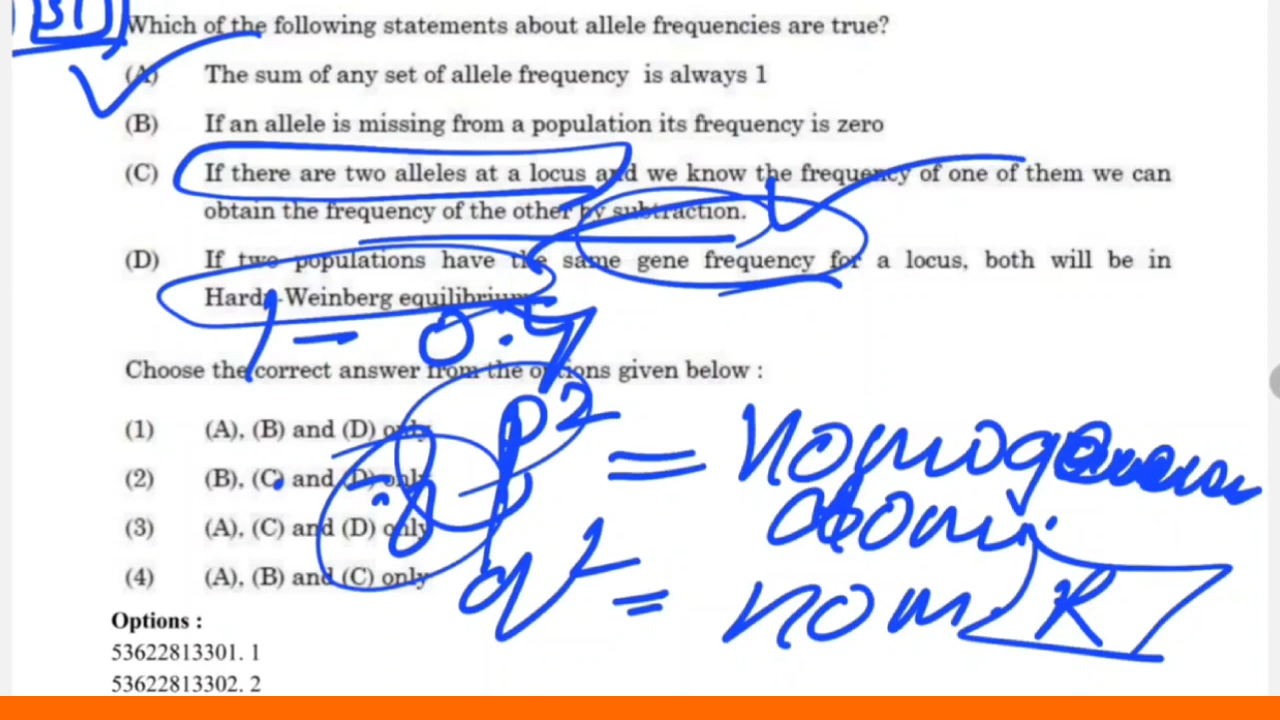 51
Which of the following statements about allele frequencies are true?
(A) The sum of any set of allele frequency is always 1
(B) If an allele is missing from a population its frequency is zero
(C) If there are two alleles at a locus and we know the frequency of one of them we can
obtain the frequency of the other by subtraction.
(D) If two populations have the same gene frequency for a locus, both will be in
Hardy-Weinberg equilibrium
1 - 0.4
Choose the correct answer from the options given below :
(1) (A), (B) and (D) only
(2) (B), (C) and (D) only
(3) (A), (C) and (D) only
(4) (A), (B) and (C) only
p2 =
q2 =
R
Options :
53622813301. 1
53622813302. 2